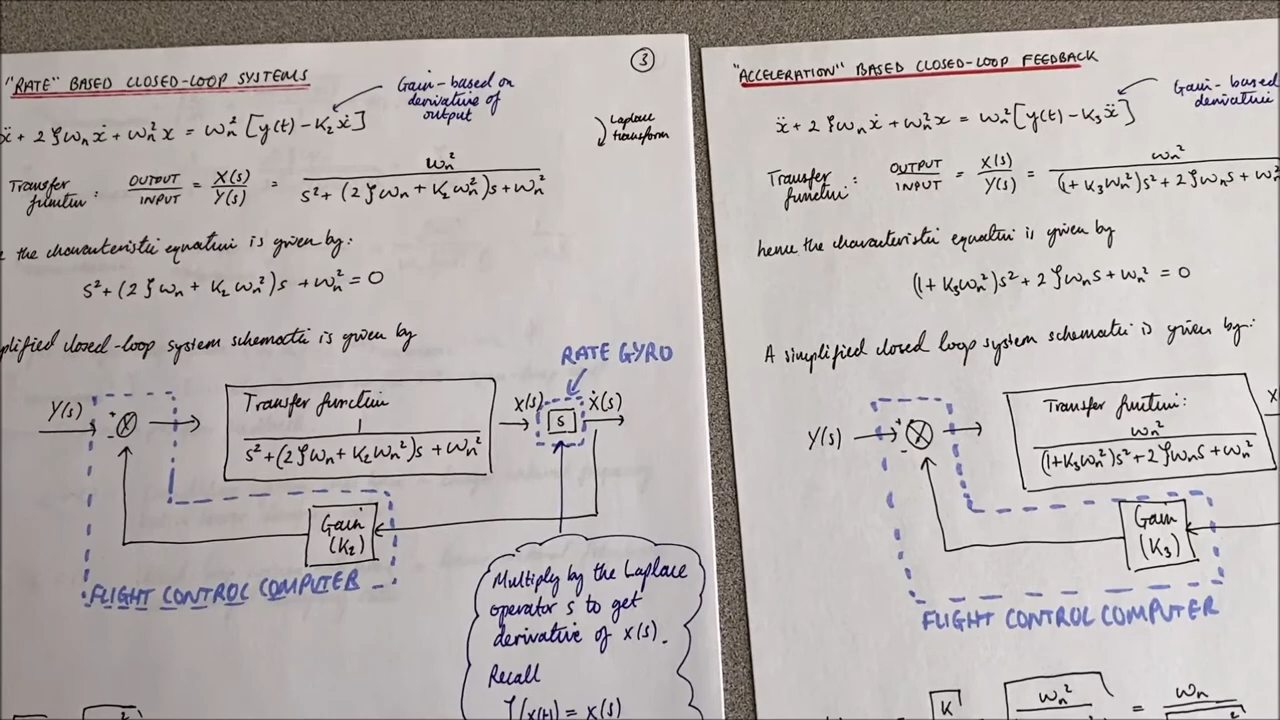 "RATE" BASED CLOSED-LOOP SYSTEMS
③
Gain-based on
derivative of
output
ẍ + 2ζωₙẋ + ωₙ²x = ωₙ² [y(t) - K₂ẋ]
Laplace
transform
Transfer
function : OUTPUT/INPUT = X(s)/Y(s) = ωₙ² / (s² + (2ζωₙ + K₂ωₙ²)s + ωₙ²)
the characteristic equation is given by:
s² + (2ζωₙ + K₂ωₙ²)s + ωₙ² = 0
simplified closed-loop system schematic is given by
RATE GYRO
Y(s)
+
-
Transfer function
1 / (s² + (2ζωₙ + K₂ωₙ²)s + ωₙ²)
X(s)
s
Ẋ(s)
Gain
(K₂)
FLIGHT CONTROL COMPUTER
Multiply by the Laplace
operator s to get
derivative of X(s).
Recall
"ACCELERATION" BASED CLOSED-LOOP FEEDBACK
Gain-based
derivative
ẍ + 2ζωₙẋ + ωₙ²x = ωₙ² [y(t) - K₃ẍ]
Transfer
function : OUTPUT/INPUT = X(s)/Y(s) = ωₙ² / ((1 + K₃ωₙ²)s² + 2ζωₙs + ωₙ²
hence the characteristic equation is given by
(1 + K₃ωₙ²)s² + 2ζωₙs + ωₙ² = 0
A simplified closed loop system schematic is given by:
Y(s)
+
-
Transfer function:
ωₙ² / ((1 + K₃ωₙ²)s² + 2ζωₙs + ωₙ²)
X
Gain
(K₃)
FLIGHT CONTROL COMPUTER
K
ωₙ²
= ωₙ